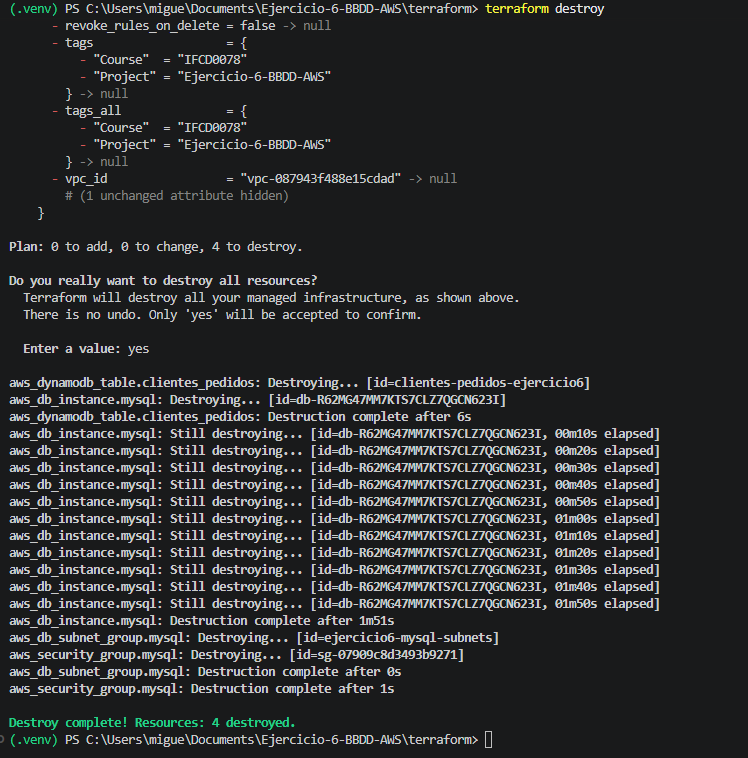 (.venv) PS C:\Users\migue\Documents\Ejercicio-6-BBDD-AWS\terraform> terraform destroy
- revoke_rules_on_delete = false -> null
- tags = {
- "Course" = "IFCD0078"
- "Project" = "Ejercicio-6-BBDD-AWS"
} -> null
- tags_all = {
- "Course" = "IFCD0078"
- "Project" = "Ejercicio-6-BBDD-AWS"
} -> null
- vpc_id = "vpc-087943f488e15cdad" -> null
# (1 unchanged attribute hidden)
}
Plan: 0 to add, 0 to change, 4 to destroy.
Do you really want to destroy all resources?
Terraform will destroy all your managed infrastructure, as shown above.
There is no undo. Only 'yes' will be accepted to confirm.
Enter a value: yes
aws_dynamodb_table.clientes_pedidos: Destroying... [id=clientes-pedidos-ejercicio6]
aws_db_instance.mysql: Destroying... [id=db-R62MG47MM7KTS7CLZ7QGCN623I]
aws_dynamodb_table.clientes_pedidos: Destruction complete after 6s
aws_db_instance.mysql: Still destroying... [id=db-R62MG47MM7KTS7CLZ7QGCN623I, 00m10s elapsed]
aws_db_instance.mysql: Still destroying... [id=db-R62MG47MM7KTS7CLZ7QGCN623I, 00m20s elapsed]
aws_db_instance.mysql: Still destroying... [id=db-R62MG47MM7KTS7CLZ7QGCN623I, 00m30s elapsed]
aws_db_instance.mysql: Still destroying... [id=db-R62MG47MM7KTS7CLZ7QGCN623I, 00m40s elapsed]
aws_db_instance.mysql: Still destroying... [id=db-R62MG47MM7KTS7CLZ7QGCN623I, 00m50s elapsed]
aws_db_instance.mysql: Still destroying... [id=db-R62MG47MM7KTS7CLZ7QGCN623I, 01m00s elapsed]
aws_db_instance.mysql: Still destroying... [id=db-R62MG47MM7KTS7CLZ7QGCN623I, 01m10s elapsed]
aws_db_instance.mysql: Still destroying... [id=db-R62MG47MM7KTS7CLZ7QGCN623I, 01m20s elapsed]
aws_db_instance.mysql: Still destroying... [id=db-R62MG47MM7KTS7CLZ7QGCN623I, 01m30s elapsed]
aws_db_instance.mysql: Still destroying... [id=db-R62MG47MM7KTS7CLZ7QGCN623I, 01m40s elapsed]
aws_db_instance.mysql: Still destroying... [id=db-R62MG47MM7KTS7CLZ7QGCN623I, 01m50s elapsed]
aws_db_instance.mysql: Destruction complete after 1m51s
aws_db_subnet_group.mysql: Destroying... [id=ejercicio6-mysql-subnets]
aws_security_group.mysql: Destroying... [id=sg-07909c8d3493b9271]
aws_db_subnet_group.mysql: Destruction complete after 0s
aws_security_group.mysql: Destruction complete after 1s
Destroy complete! Resources: 4 destroyed.
(.venv) PS C:\Users\migue\Documents\Ejercicio-6-BBDD-AWS\terraform>